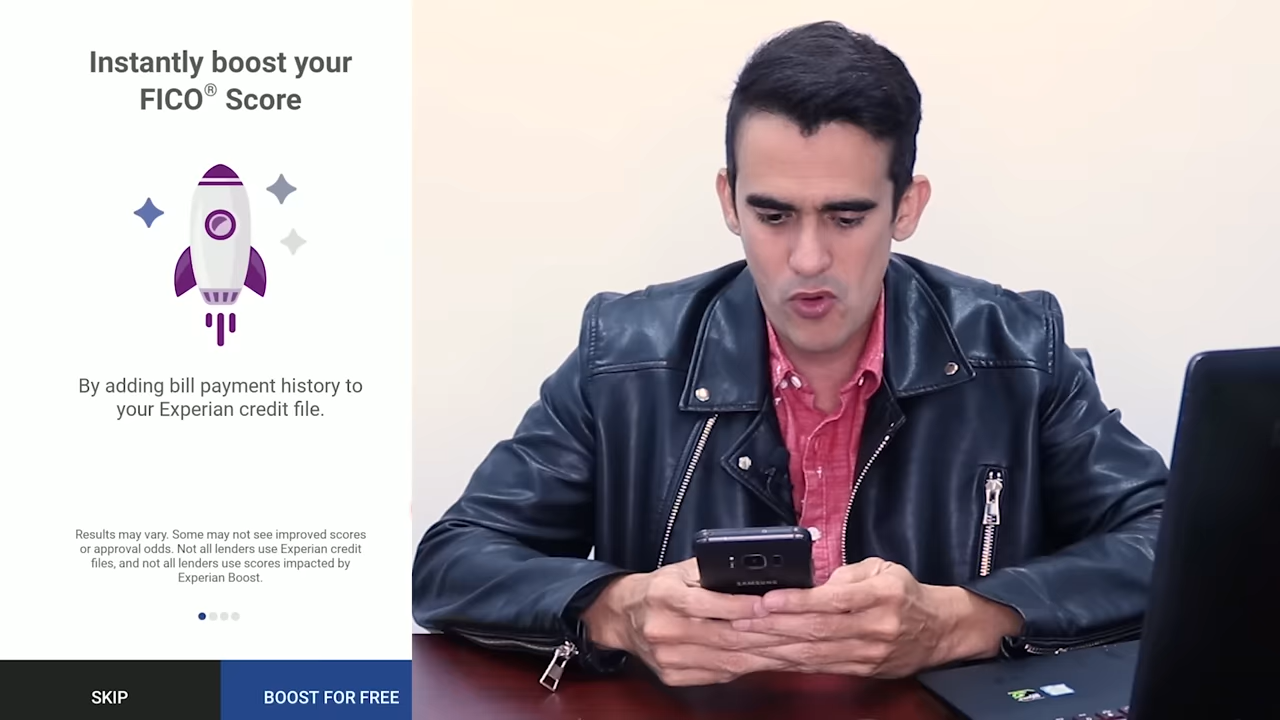 Instantly boost your
FICO® Score
By adding bill payment history to
your Experian credit file.
Results may vary. Some may not see improved scores
or approval odds. Not all lenders use Experian credit
files, and not all lenders use scores impacted by
Experian Boost.
SKIP
BOOST FOR FREE
SAMSUNG